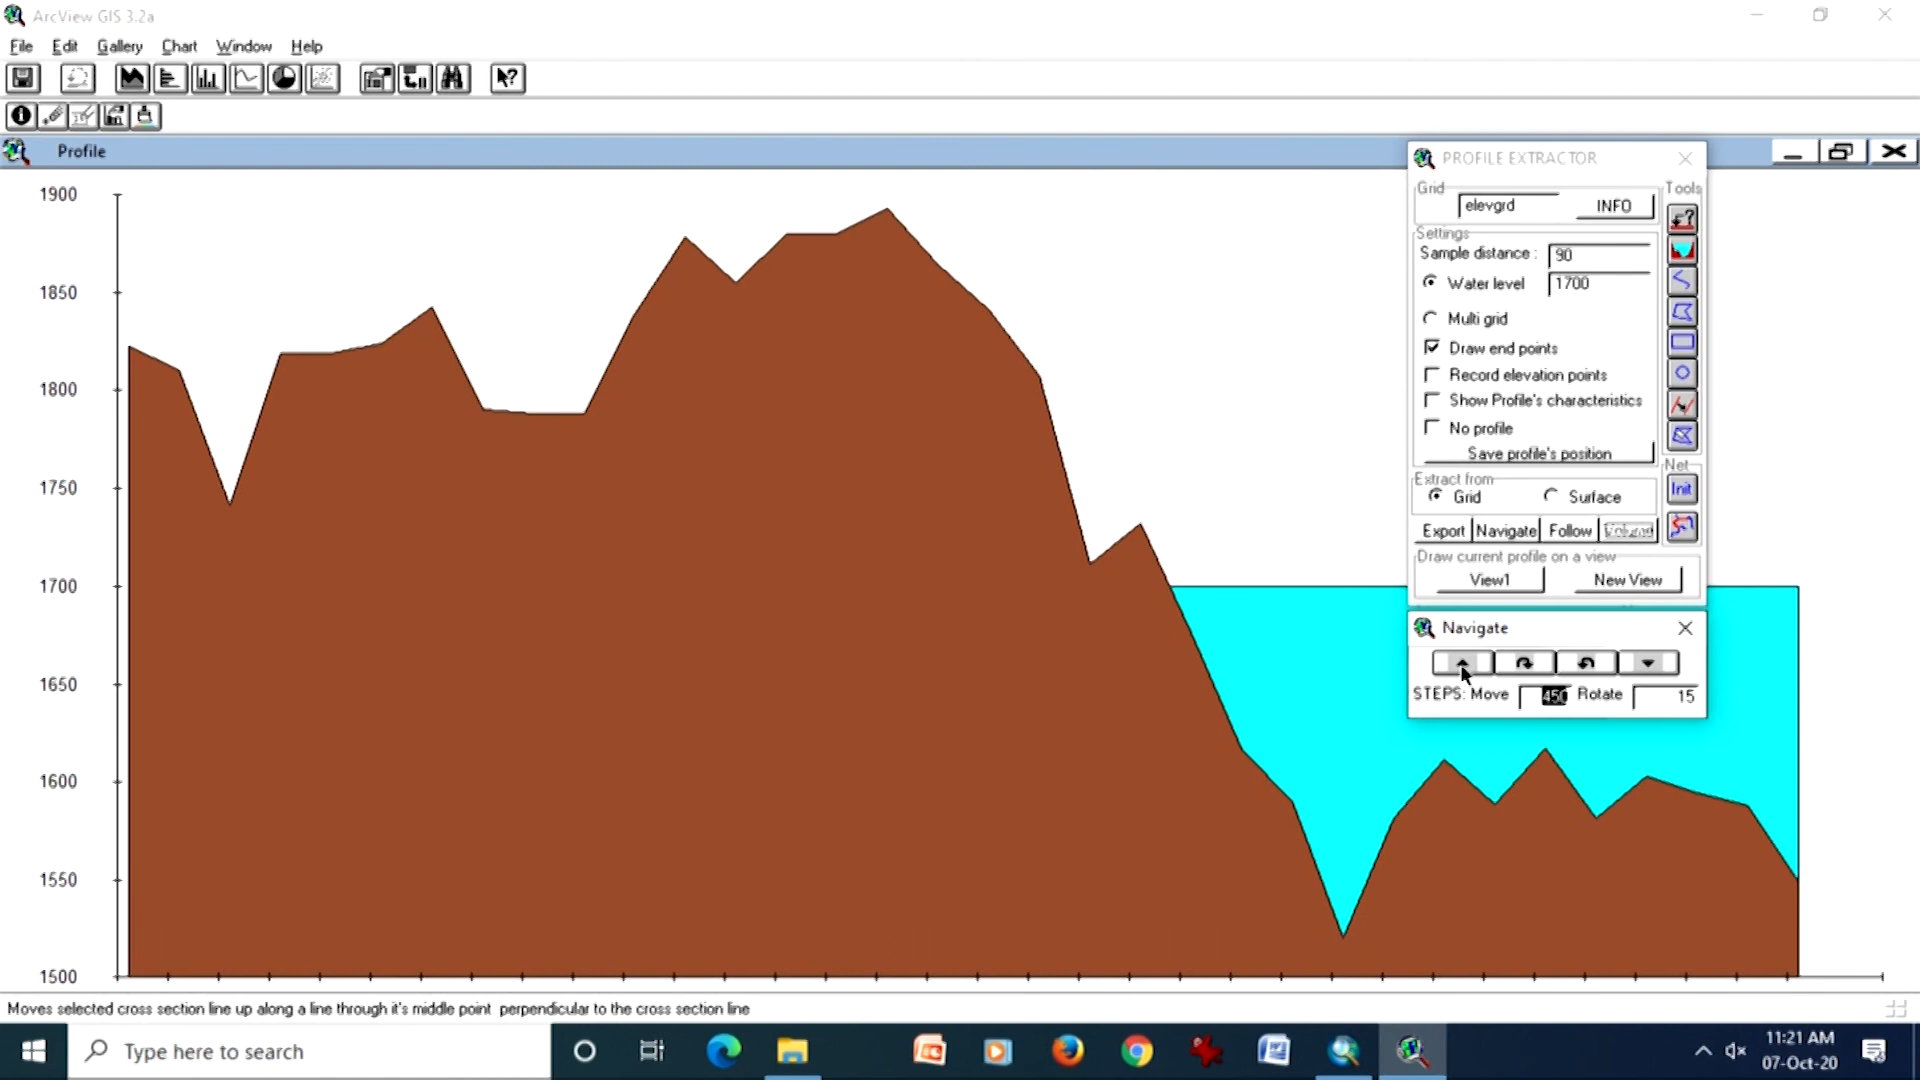 ArcView GIS 3.2a
File Edit Gallery Chart Window Help
Profile
1900
1850
1800
1750
1700
1650
1600
1550
1500
PROFILE EXTRACTOR
Grid
elevgrd INFO
Tools
Settings
Sample distance : 90
Water level 1700
Multi grid
Draw end points
Record elevation points
Show Profile's characteristics
No profile
Save profile's position
Extract from
Grid Surface
Net
Init
Export Navigate Follow Volume
Draw current profile on a view
View1 New View
Navigate
STEPS: Move 450 Rotate 15
Moves selected cross section line up along a line through it's middle point perpendicular to the cross section line
Type here to search
11:21 AM
07-Oct-20